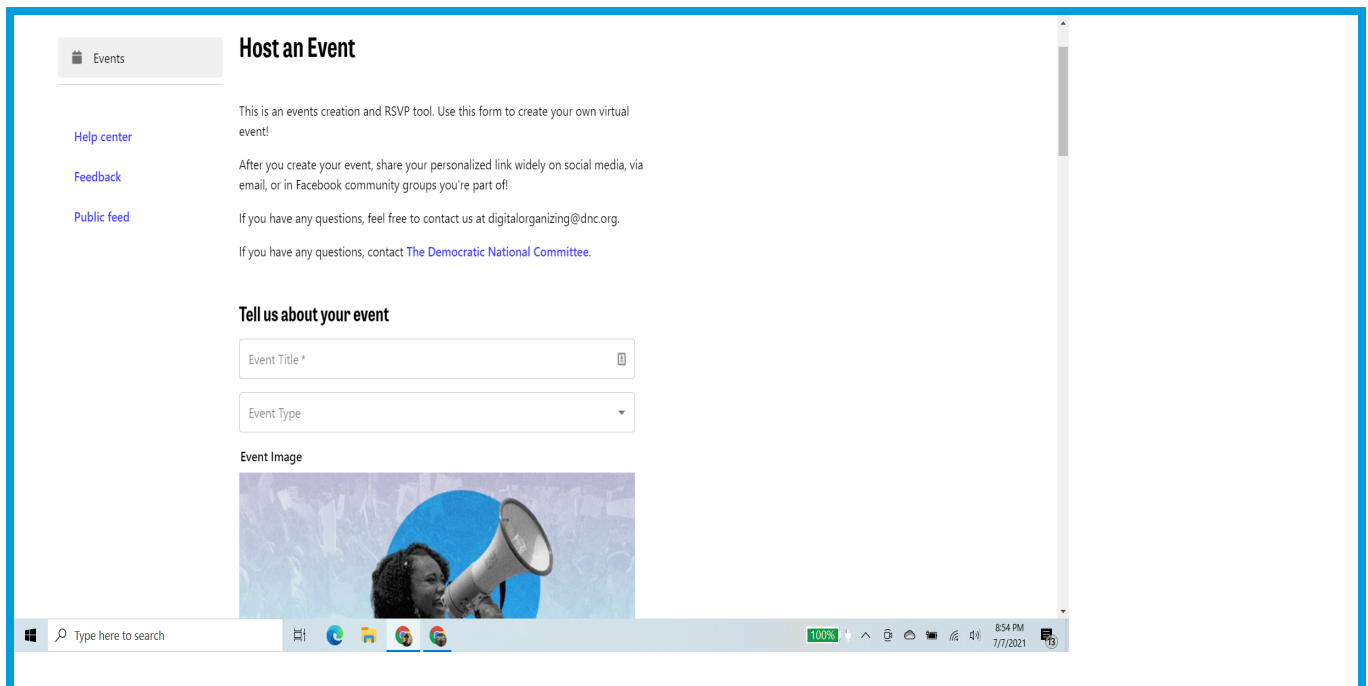 Events
Host an Event
This is an events creation and RSVP tool. Use this form to create your own virtual
event!
Help center
After you create your event, share your personalized link widely on social media, via
email, or in Facebook community groups you're part of!
Feedback
Public feed
If you have any questions, feel free to contact us at digitalorganizing@dnc.org.
If you have any questions, contact The Democratic National Committee.
Tell us about your event
Event Title *
Event Type
Event Image
Type here to search
100%
8:54 PM
7/7/2021
13